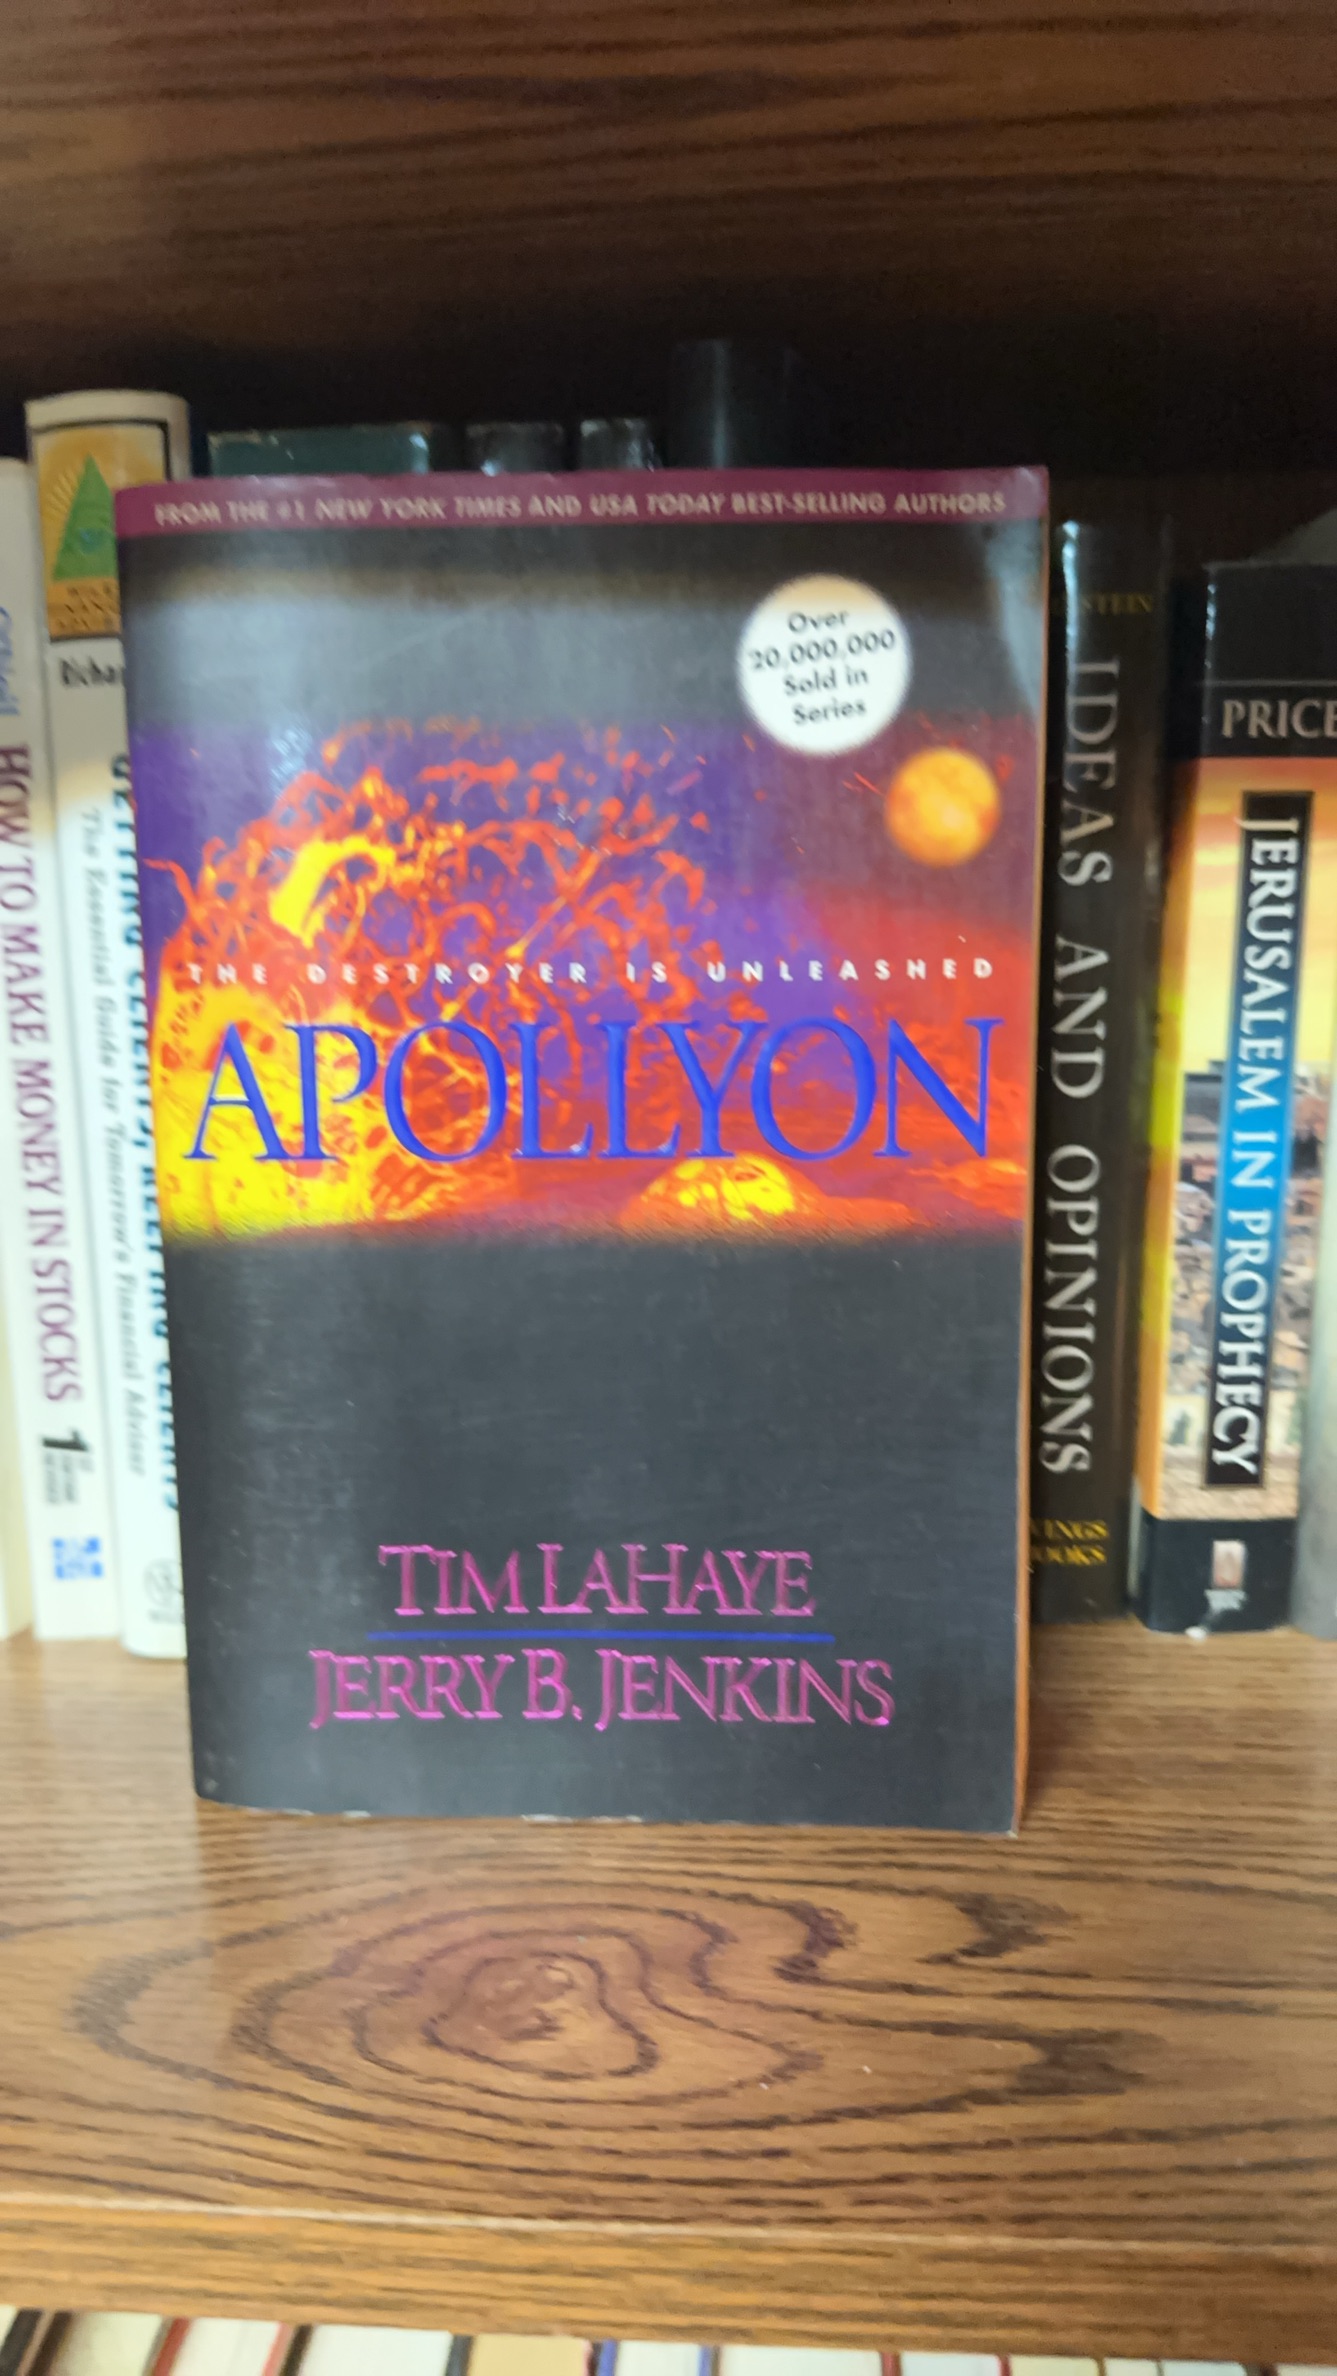 FROM THE #1 NEW YORK TIMES AND USA TODAY BEST-SELLING AUTHORS
Over
20,000,000
Sold in
Series
THE DESTROYER IS UNLEASHED
APOLLYON
TIM LAHAYE
JERRY B. JENKINS
HOW TO MAKE MONEY IN STOCKS
The Essential Guide for Tomorrow's Financial Advisor
IDEAS AND OPINIONS
PRICE
JERUSALEM IN PROPHECY